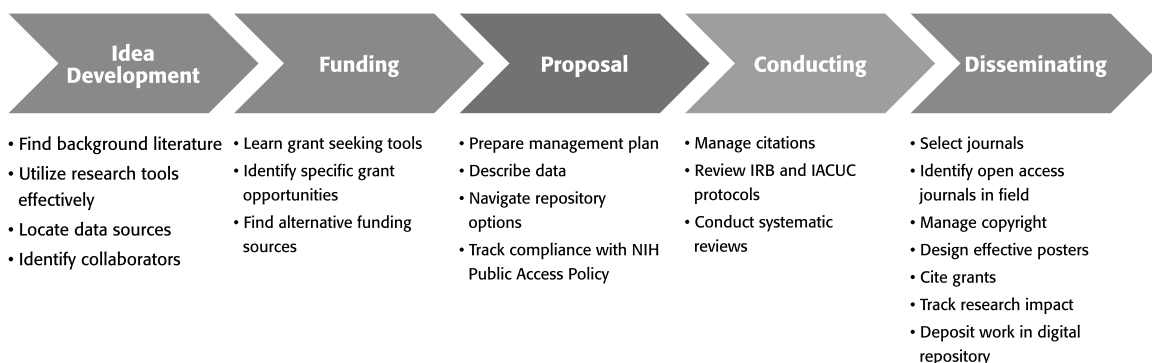 Idea
Development
Funding
Proposal
Conducting
Disseminating
• Find background literature
• Utilize research tools
effectively
• Locate data sources
• Identify collaborators
• Learn grant seeking tools
• Identify specific grant
opportunities
• Find alternative funding
sources
• Prepare management plan
• Describe data
• Navigate repository
options
• Track compliance with NIH
Public Access Policy
• Manage citations
• Review IRB and IACUC
protocols
• Conduct systematic
reviews
• Select journals
• Identify open access
journals in field
• Manage copyright
• Design effective posters
• Cite grants
• Track research impact
• Deposit work in digital
repository